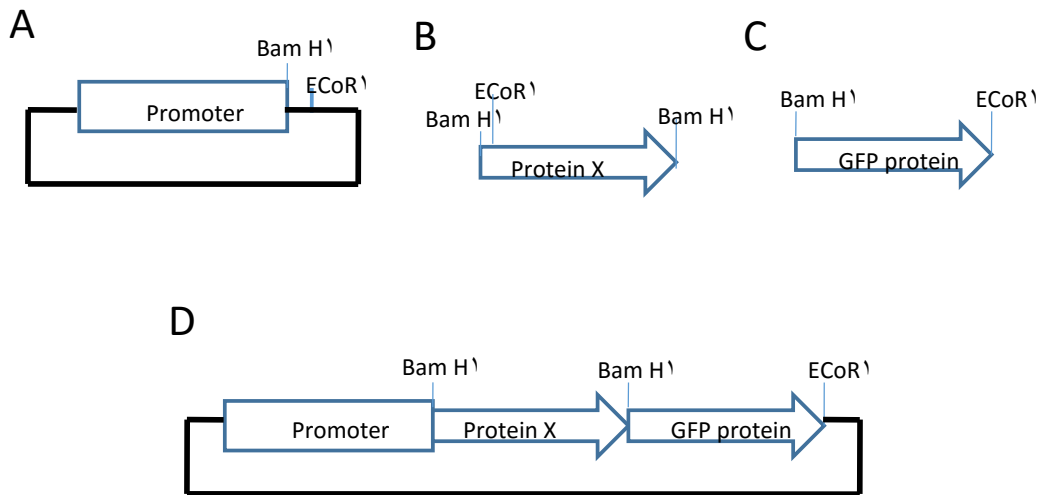 A
Bam H١
ECoR١
Promoter
B
ECoR١
Bam H١
Bam H١
Protein X
C
Bam H١
ECoR١
GFP protein
D
Bam H١
Bam H١
ECoR١
Promoter
Protein X
GFP protein